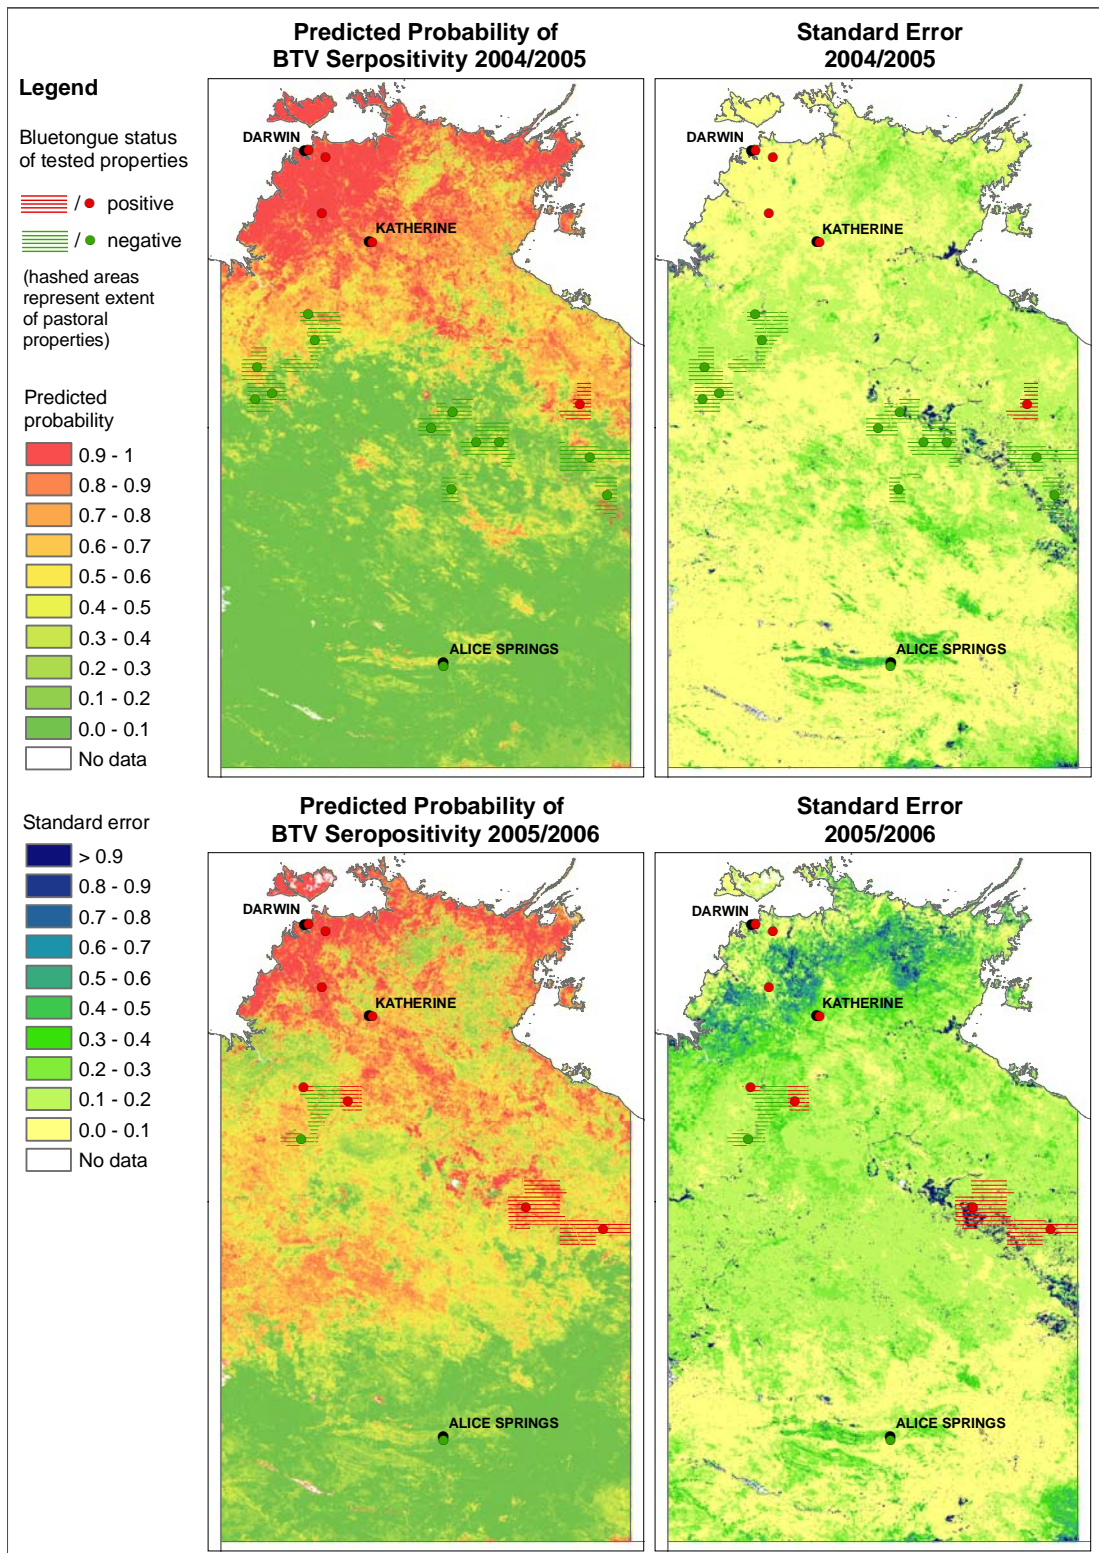 Predicted Probability of
BTV Serpositivity 2004/2005
Standard Error
2004/2005
Legend
Bluetongue status
of tested properties
/ positive
/ negative
(hashed areas
represent extent
of pastoral
properties)
Predicted
probability
0.9 - 1
0.8 - 0.9
0.7 - 0.8
0.6 - 0.7
0.5 - 0.6
0.4 - 0.5
0.3 - 0.4
0.2 - 0.3
0.1 - 0.2
0.0 - 0.1
No data
DARWIN
KATHERINE
ALICE SPRINGS
DARWIN
KATHERINE
ALICE SPRINGS
Standard error
> 0.9
0.8 - 0.9
0.7 - 0.8
0.6 - 0.7
0.5 - 0.6
0.4 - 0.5
0.3 - 0.4
0.2 - 0.3
0.1 - 0.2
0.0 - 0.1
No data
Predicted Probability of
BTV Seropositivity 2005/2006
Standard Error
2005/2006
DARWIN
KATHERINE
ALICE SPRINGS
DARWIN
KATHERINE
ALICE SPRINGS